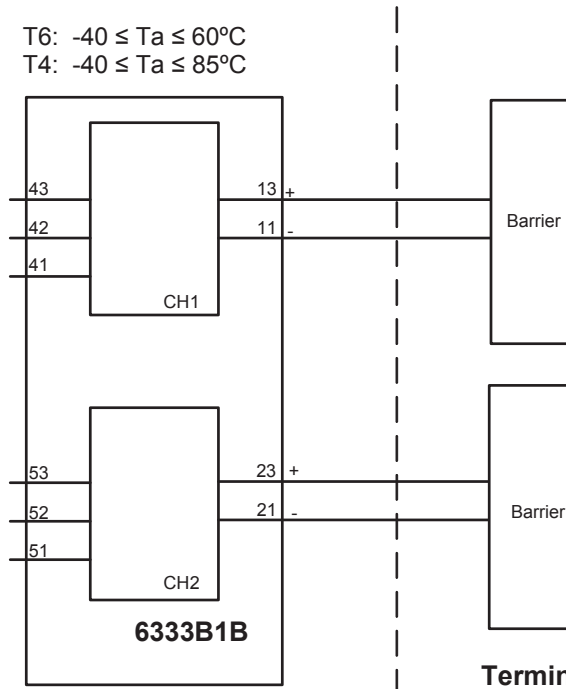 T6: -40 ≤ Ta ≤ 60ºC
T4: -40 ≤ Ta ≤ 85ºC
43
42
41
CH1
13 +
11 -
Barrier
53
52
51
CH2
23 +
21 -
Barrier
6333B1B
Termin